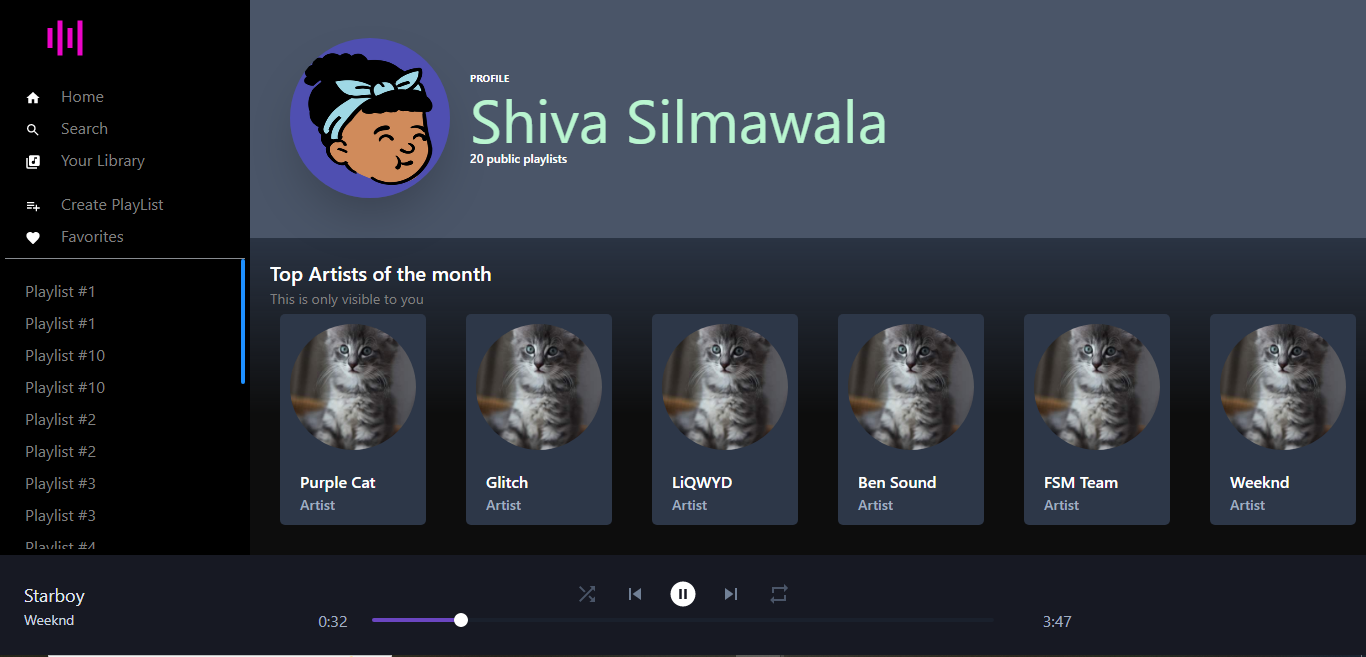 Home
Search
Your Library
Create PlayList
Favorites
Playlist #1
Playlist #1
Playlist #10
Playlist #10
Playlist #2
Playlist #2
Playlist #3
Playlist #3
Playlist #4
PROFILE
Shiva Silmawala
20 public playlists
Top Artists of the month
This is only visible to you
Purple Cat
Artist
Glitch
Artist
LiQWYD
Artist
Ben Sound
Artist
FSM Team
Artist
Weeknd
Artist
Starboy
Weeknd
0:32
3:47